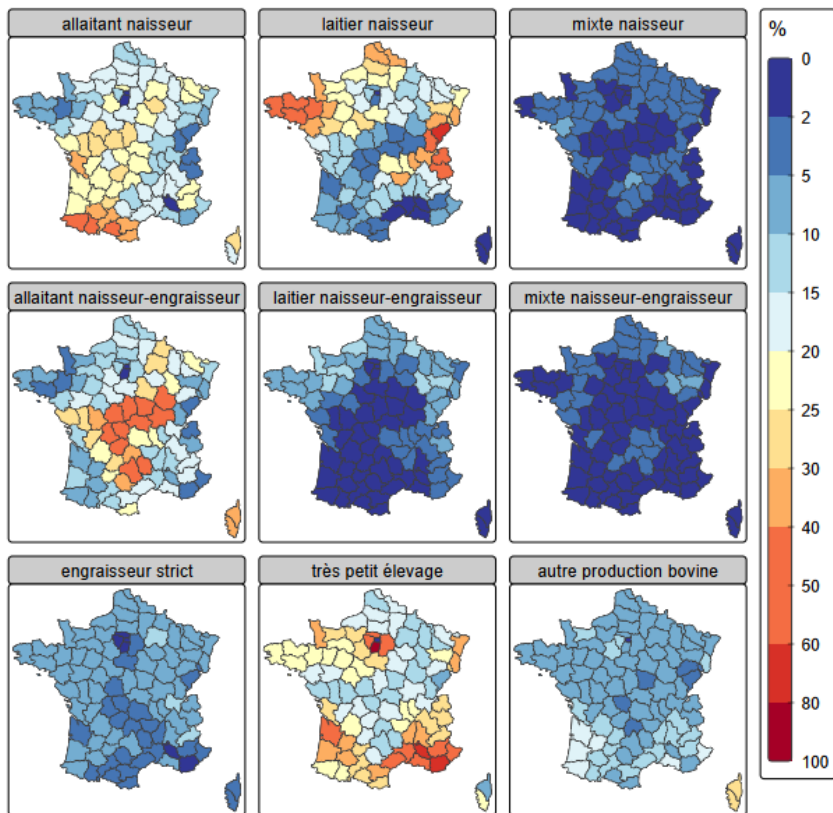 allaitant naisseur
laitier naisseur
mixte naisseur
%
0
2
5
10
15
20
25
30
40
50
60
80
100
allaitant naisseur-engraisseur
laitier naisseur-engraisseur
mixte naisseur-engraisseur
engraisseur strict
très petit élevage
autre production bovine